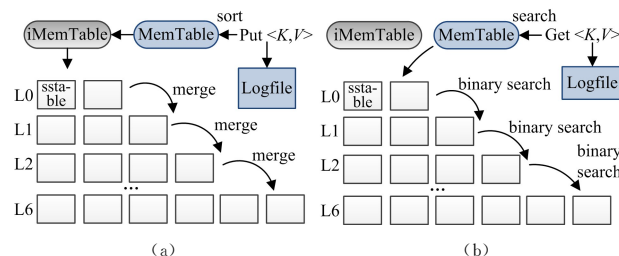 sort
iMemTable
MemTable
Put <K,V>
Logfile
L0
ssta-
ble
merge
L1
merge
L2
merge
...
L6
(a)
search
iMemTable
MemTable
Get <K,V>
Logfile
L0
ssta-
ble
binary search
L1
binary search
L2
binary
search
...
L6
(b)